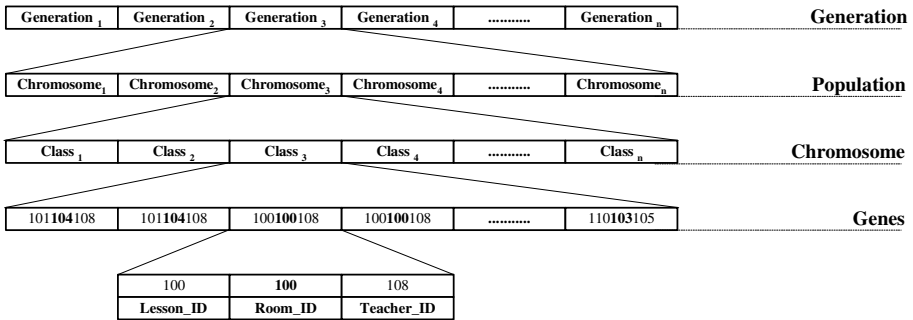 Generation 1 Generation 2 Generation 3 Generation 4 ........... Generation n Generation
Chromosome1 Chromosome2 Chromosome3 Chromosome4 ........... Chromosomen Population
Class 1 Class 2 Class 3 Class 4 ........... Class n Chromosome
101104108 101104108 100100108 100100108 ........... 110103105 Genes
100 100 108
Lesson_ID Room_ID Teacher_ID